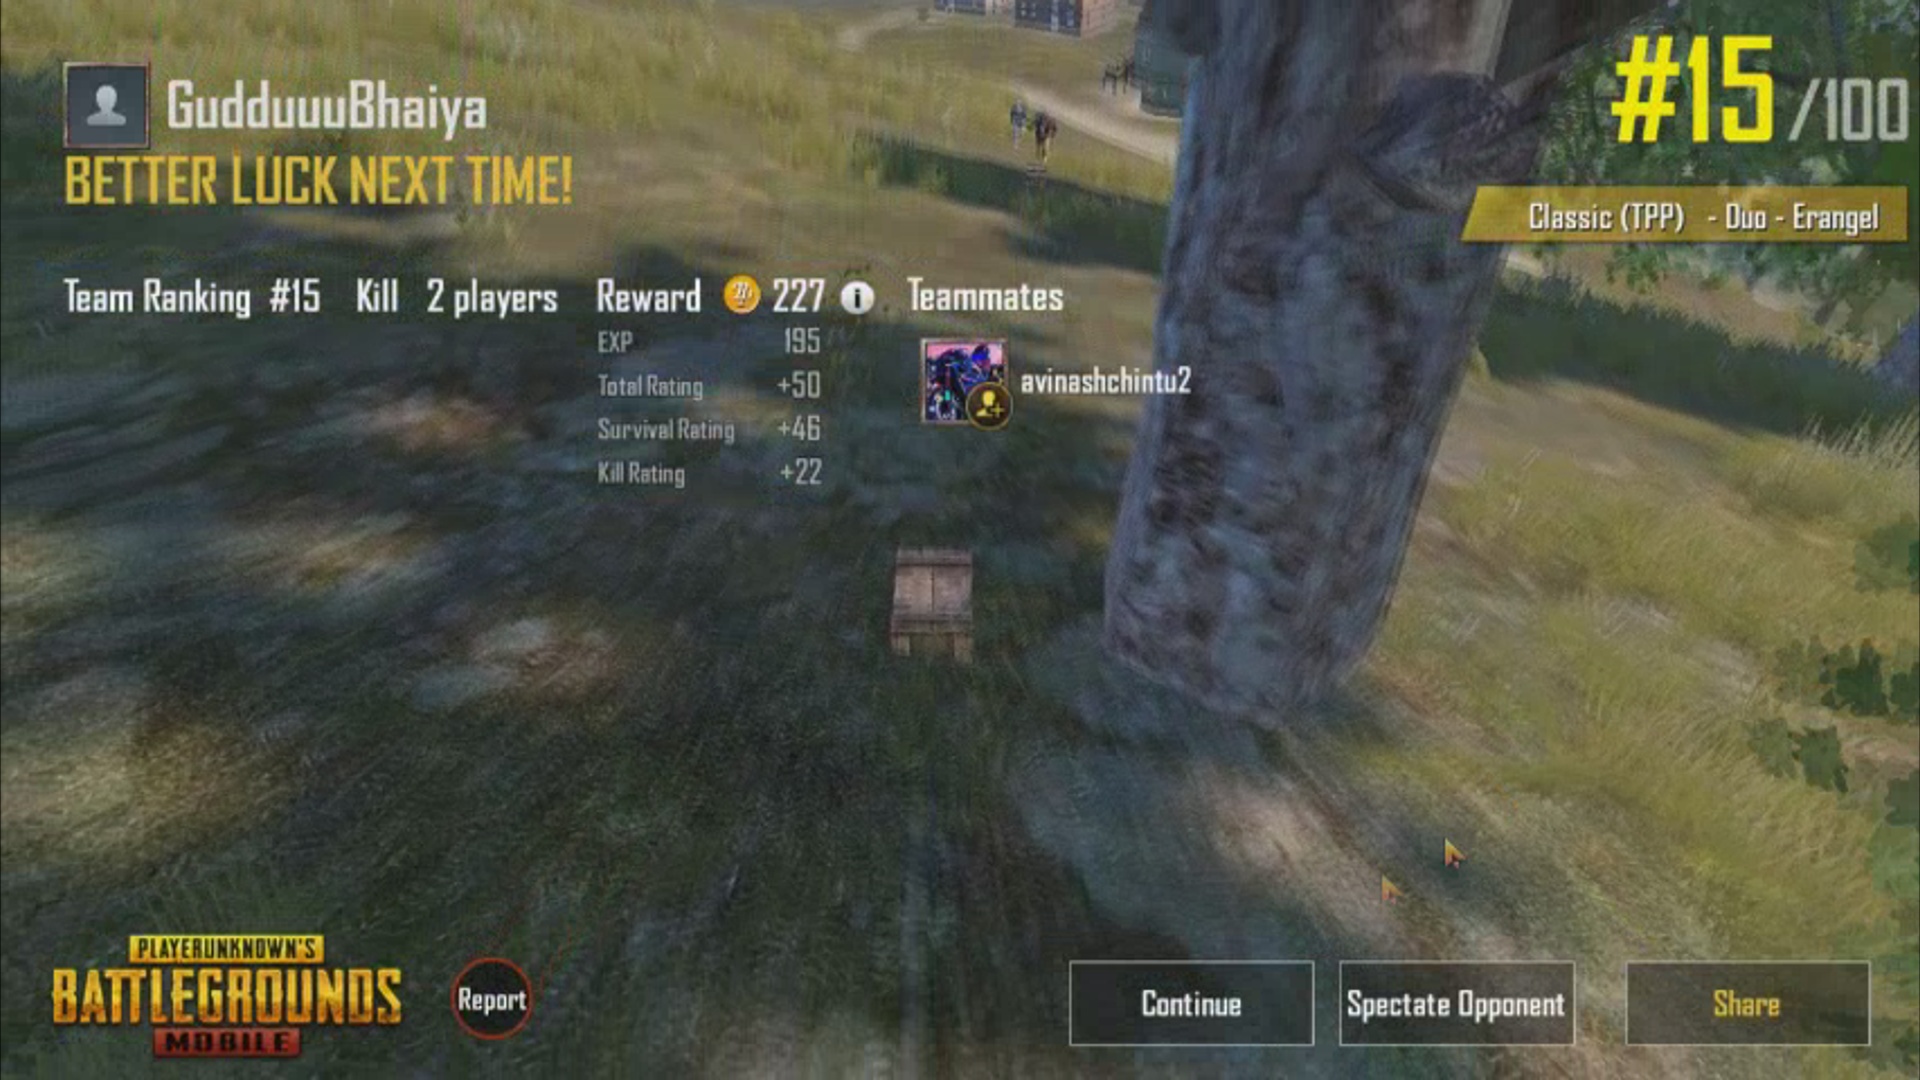 GudduuuBhaiya
BETTER LUCK NEXT TIME!
#15 /100
Classic (TPP) - Duo - Erangel
Team Ranking #15 Kill 2 players Reward 227 i Teammates
EXP 195
Total Rating +50
Survival Rating +46
Kill Rating +22
avinashchintu2
PLAYERUNKNOWN'S
BATTLEGROUNDS
MOBILE
Report
Continue
Spectate Opponent
Share